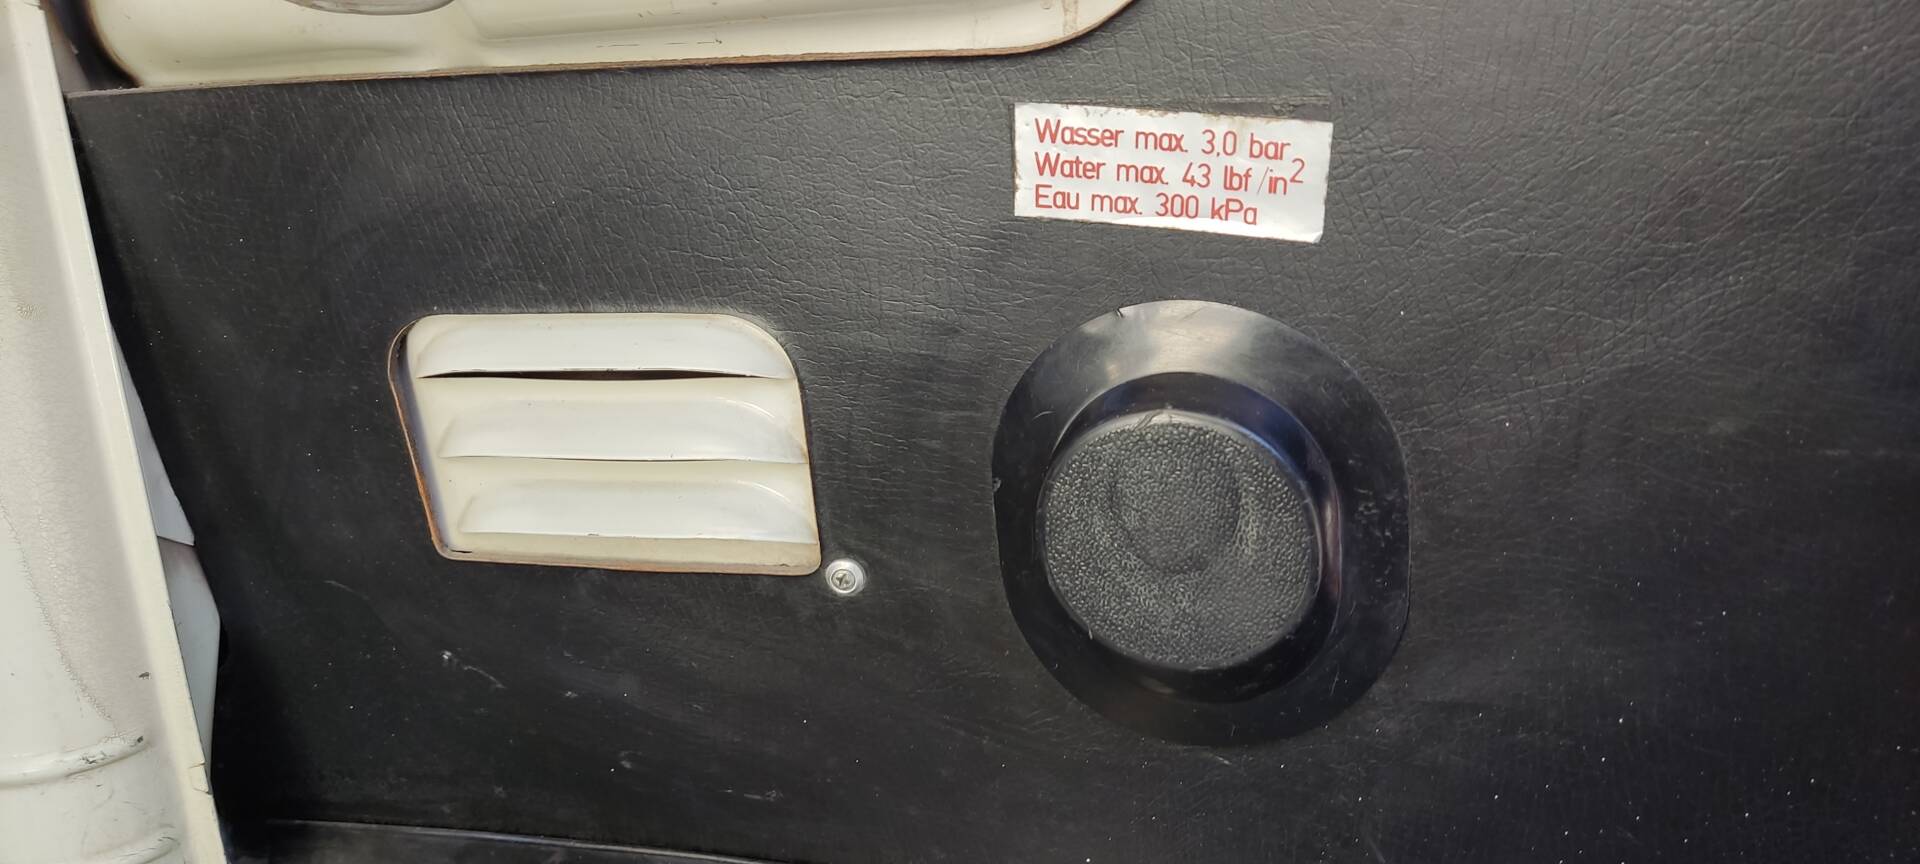 Wasser max. 3,0 bar
Water max. 43 lbf/in²
Eau max. 300 kPa